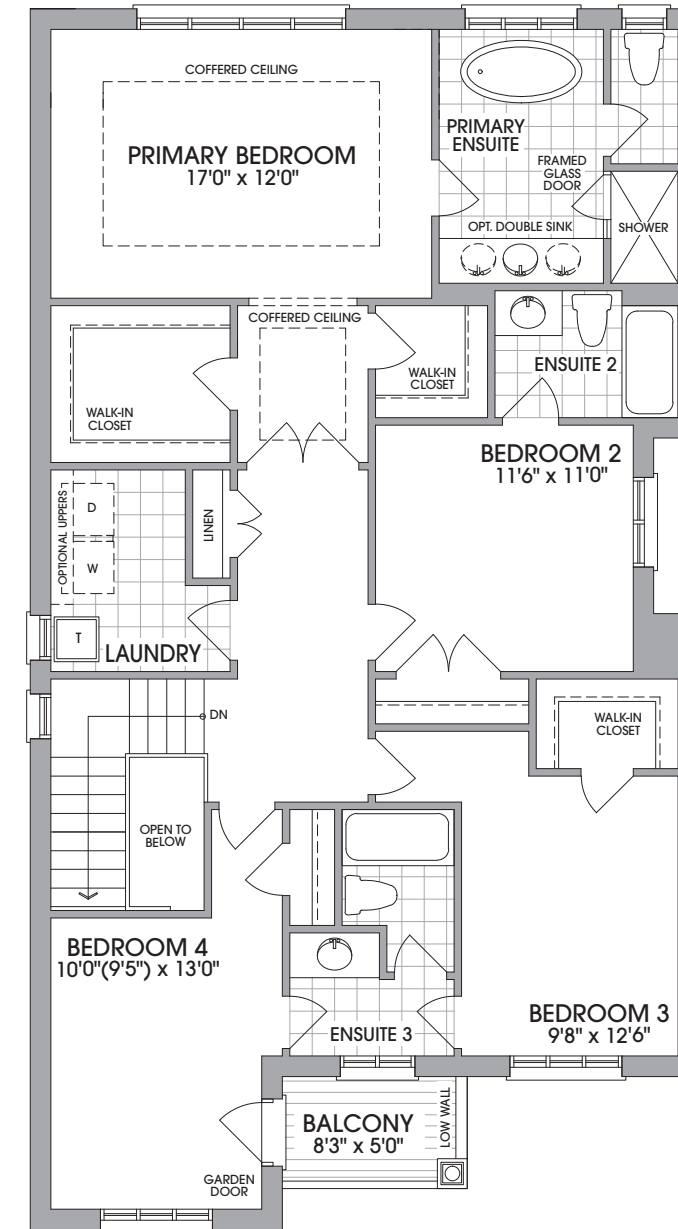 COFFERED CEILING
PRIMARY BEDROOM
17'0" x 12'0"
PRIMARY
ENSUITE
FRAMED
GLASS
DOOR
OPT. DOUBLE SINK
SHOWER
COFFERED CEILING
WALK-IN
CLOSET
WALK-IN
CLOSET
ENSUITE 2
BEDROOM 2
11'6" x 11'0"
OPTIONAL UPPERS
D
W
LINEN
T
LAUNDRY
DN
WALK-IN
CLOSET
OPEN TO
BELOW
BEDROOM 4
10'0"(9'5") x 13'0"
ENSUITE 3
BEDROOM 3
9'8" x 12'6"
BALCONY
8'3" x 5'0"
LOW WALL
GARDEN
DOOR